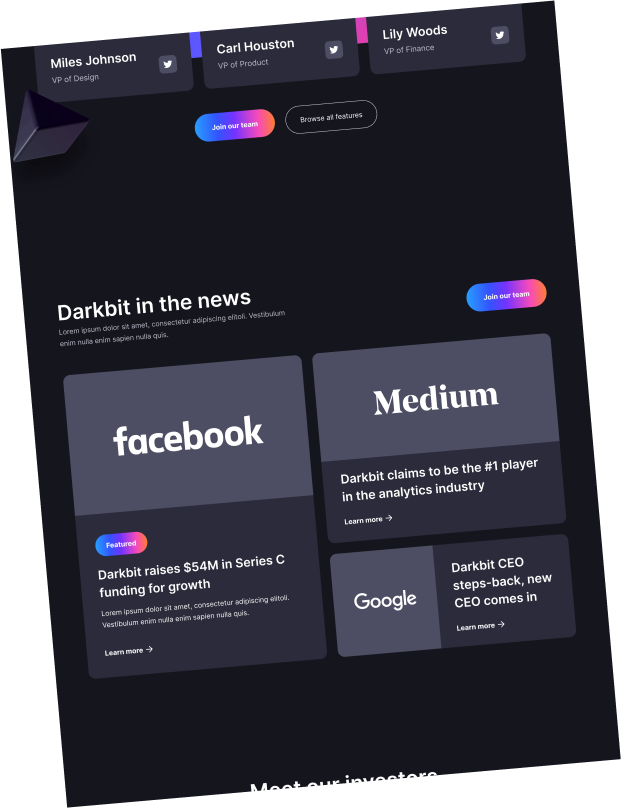 Miles Johnson
VP of Design
Carl Houston
VP of Product
Lily Woods
VP of Finance
Join our team
Browse all features
Darkbit in the news
Lorem ipsum dolor sit amet, consectetur adipiscing elitoli. Vestibulum
enim nulla enim sapien nulla quis.
Join our team
facebook
Featured
Darkbit raises $54M in Series C
funding for growth
Lorem ipsum dolor sit amet, consectetur adipiscing elitoli.
Vestibulum enim nulla enim sapien nulla quis.
Learn more
Medium
Darkbit claims to be the #1 player
in the analytics industry
Learn more
Google
Darkbit CEO
steps-back, new
CEO comes in
Learn more
Meet our investors